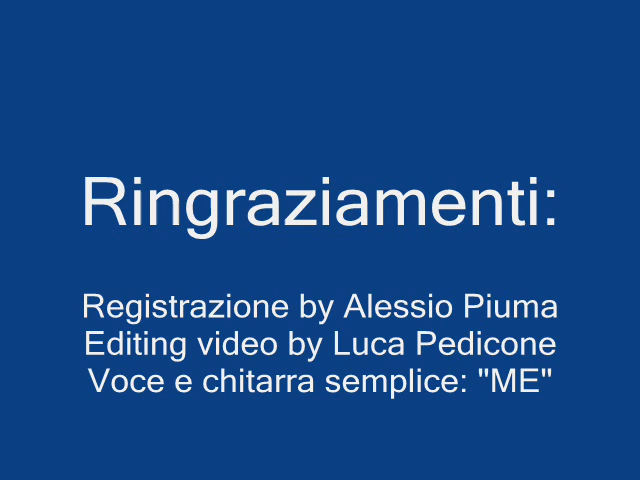 Ringraziamenti:
Registrazione by Alessio Piuma
Editing video by Luca Pedicone
Voce e chitarra semplice: "ME"